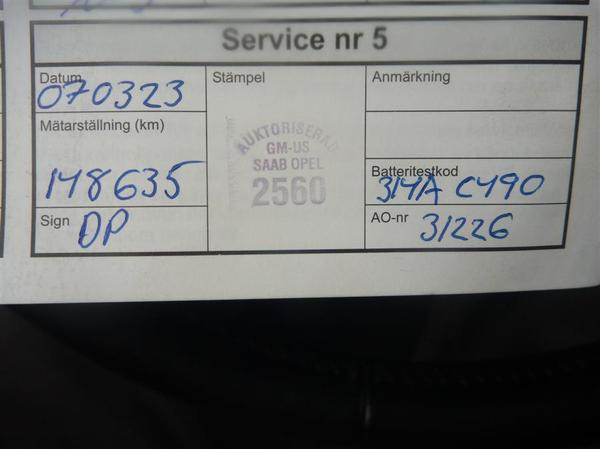 Service nr 5
Datum
070323
Mätarställning (km)
148635
Sign
DP
Stämpel
AUKTORISERAD
GM-US
SAAB OPEL
2560
Anmärkning
Batteritestkod
314A C490
AO-nr
31226